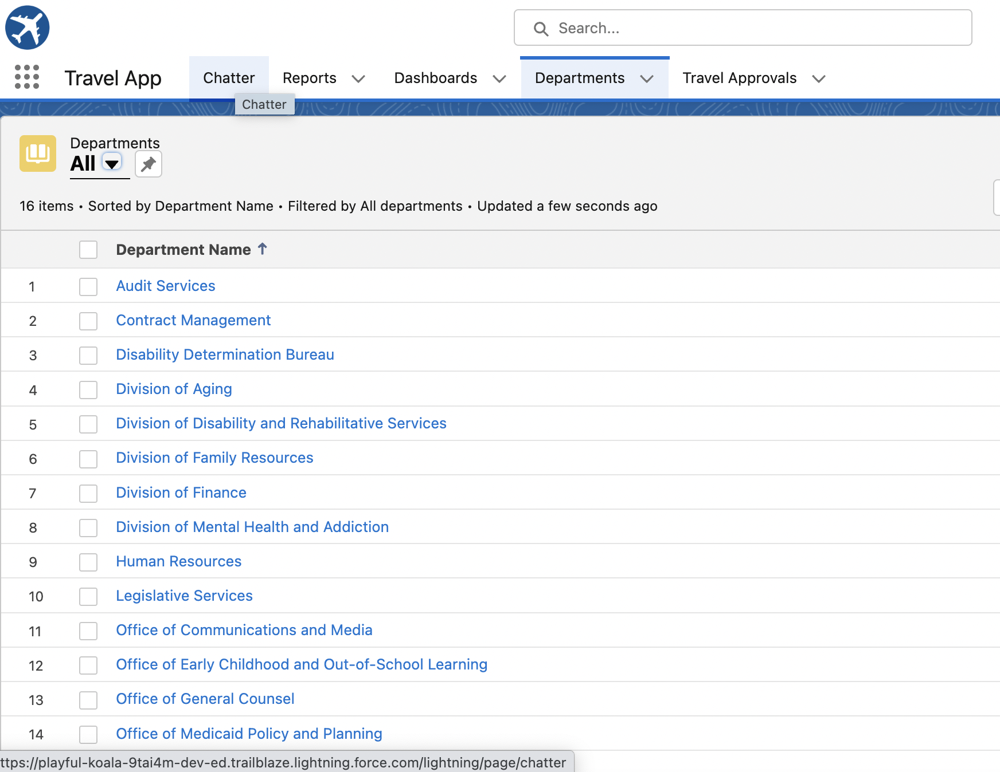 Search...
Travel App
Chatter
Reports
Dashboards
Departments
Travel Approvals
Chatter
Departments
All
16 items • Sorted by Department Name • Filtered by All departments • Updated a few seconds ago
Department Name ↑
1 Audit Services
2 Contract Management
3 Disability Determination Bureau
4 Division of Aging
5 Division of Disability and Rehabilitative Services
6 Division of Family Resources
7 Division of Finance
8 Division of Mental Health and Addiction
9 Human Resources
10 Legislative Services
11 Office of Communications and Media
12 Office of Early Childhood and Out-of-School Learning
13 Office of General Counsel
14 Office of Medicaid Policy and Planning
ttps://playful-koala-9tai4m-dev-ed.trailblaze.lightning.force.com/lightning/page/chatter